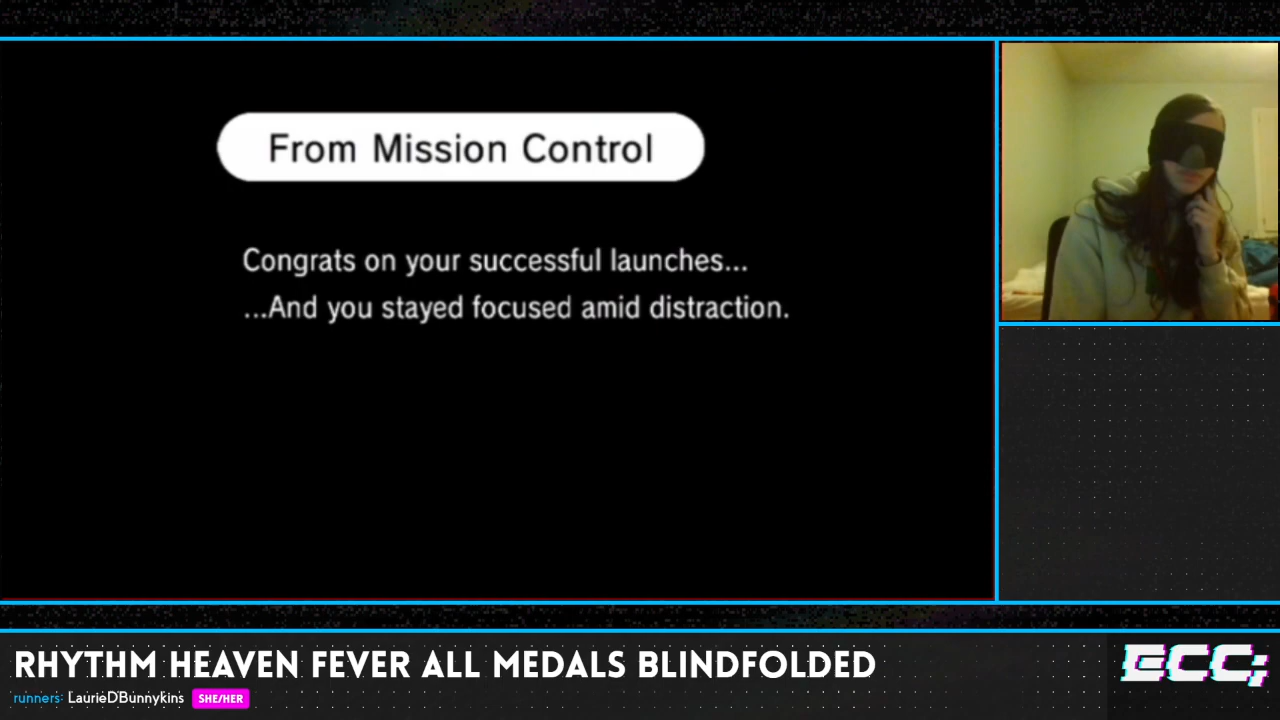 From Mission Control
Congrats on your successful launches...
...And you stayed focused amid distraction.
RHYTHM HEAVEN FEVER ALL MEDALS BLINDFOLDED
runners: LaurieDBunnykins SHE/HER
ECC;